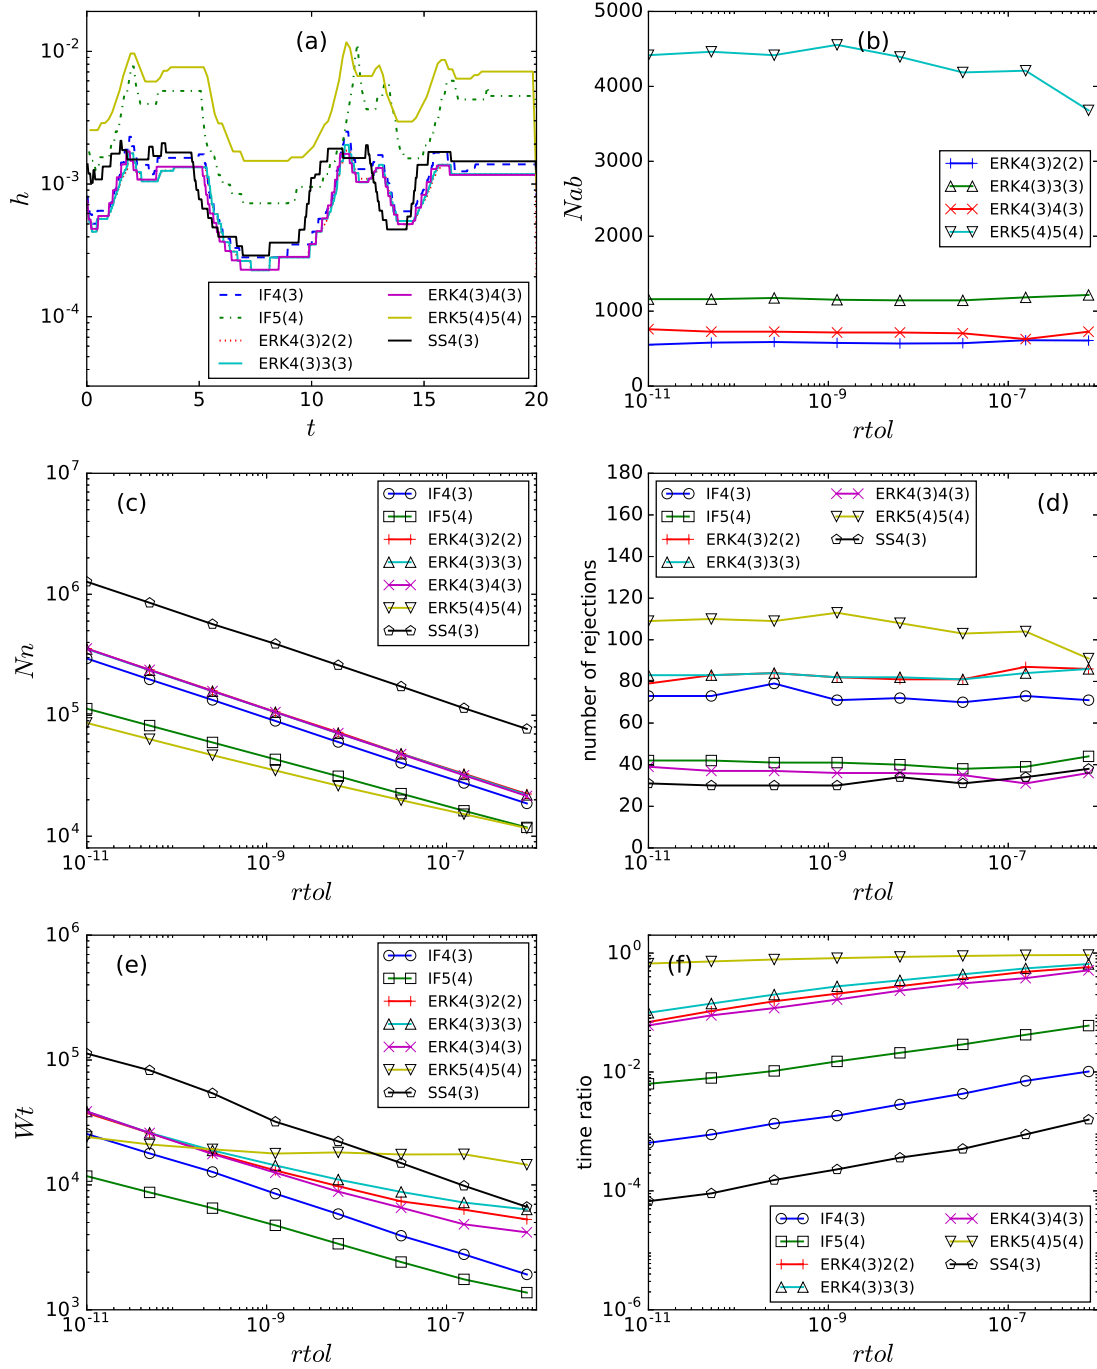 (a)
10^-2
10^-3
10^-4
h
IF4(3)
IF5(4)
ERK4(3)2(2)
ERK4(3)3(3)
ERK4(3)4(3)
ERK5(4)5(4)
SS4(3)
0 5 10 15 20
t
(b)
5000
4000
3000
2000
1000
0
Nab
ERK4(3)2(2)
ERK4(3)3(3)
ERK4(3)4(3)
ERK5(4)5(4)
10^-11 10^-9 10^-7
rtol
(c)
10^7
10^6
10^5
10^4
Nn
IF4(3)
IF5(4)
ERK4(3)2(2)
ERK4(3)3(3)
ERK4(3)4(3)
ERK5(4)5(4)
SS4(3)
10^-11 10^-9 10^-7
rtol
(d)
180
160
140
120
100
80
60
40
20
0
number of rejections
IF4(3)
IF5(4)
ERK4(3)2(2)
ERK4(3)3(3)
ERK4(3)4(3)
ERK5(4)5(4)
SS4(3)
10^-11 10^-9 10^-7
rtol
(e)
10^6
10^5
10^4
10^3
Wt
IF4(3)
IF5(4)
ERK4(3)2(2)
ERK4(3)3(3)
ERK4(3)4(3)
ERK5(4)5(4)
SS4(3)
10^-11 10^-9 10^-7
rtol
(f)
10^0
10^-2
10^-4
10^-6
time ratio
IF4(3)
IF5(4)
ERK4(3)2(2)
ERK4(3)3(3)
ERK4(3)4(3)
ERK5(4)5(4)
SS4(3)
10^-11 10^-9 10^-7
rtol